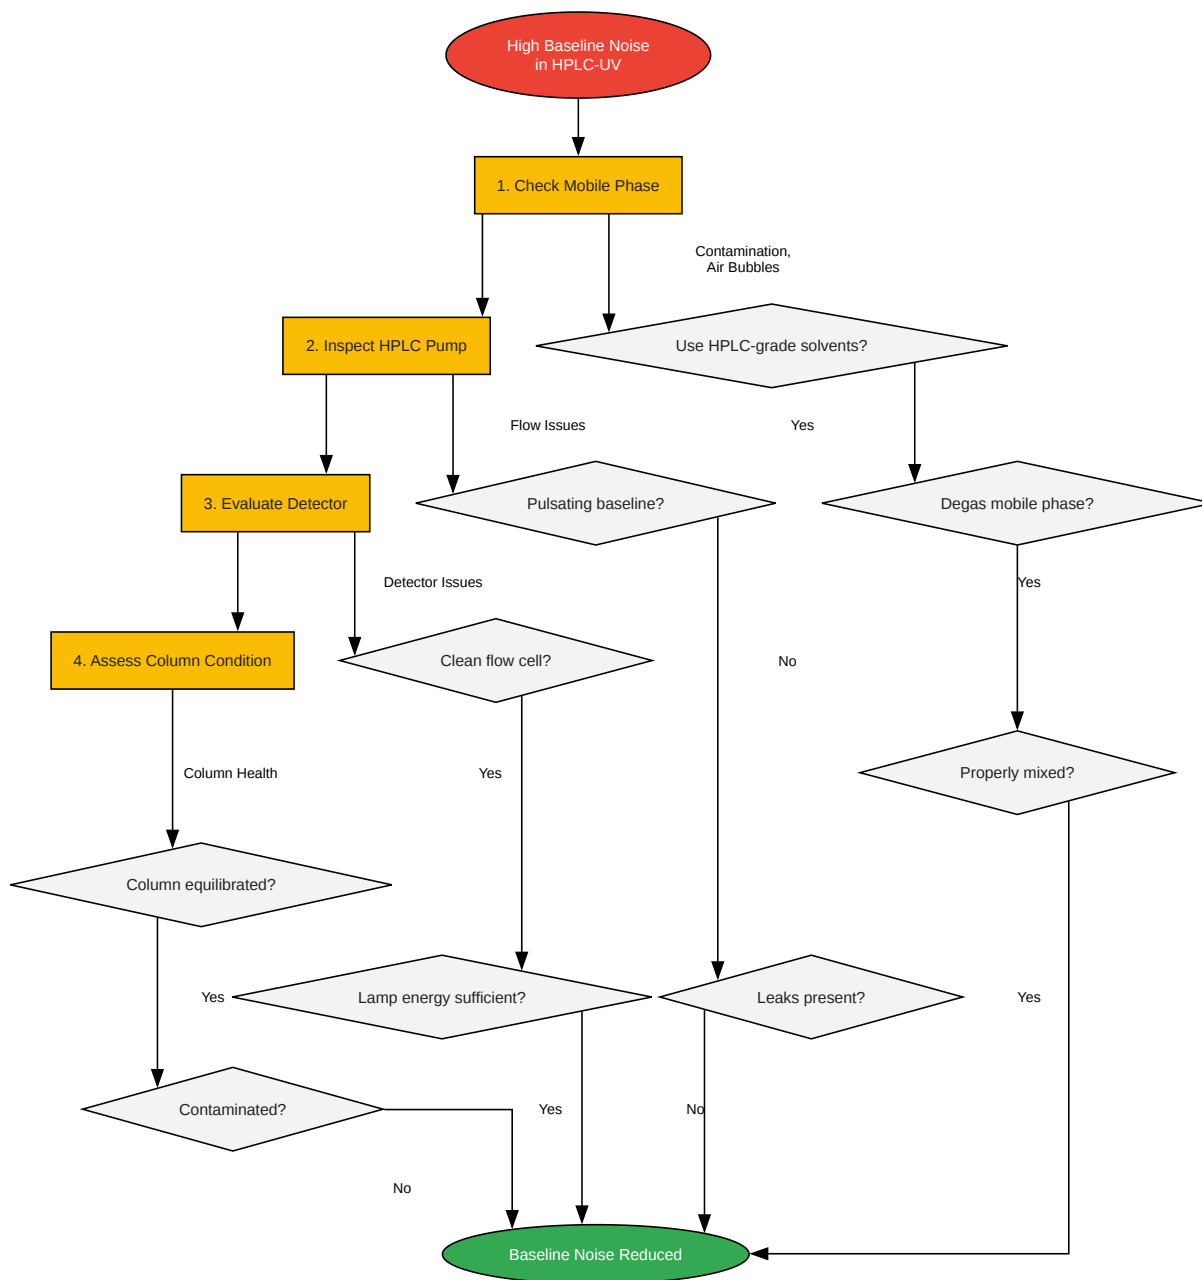 High Baseline Noise
in HPLC-UV
1. Check Mobile Phase
Contamination,
Air Bubbles
2. Inspect HPLC Pump
Use HPLC-grade solvents?
Flow Issues
Yes
3. Evaluate Detector
Pulsating baseline?
Degas mobile phase?
Detector Issues
Yes
4. Assess Column Condition
Clean flow cell?
No
Column Health
Yes
Properly mixed?
Column equilibrated?
Yes
Lamp energy sufficient?
Leaks present?
Yes
Contaminated?
Yes
No
No
Baseline Noise Reduced